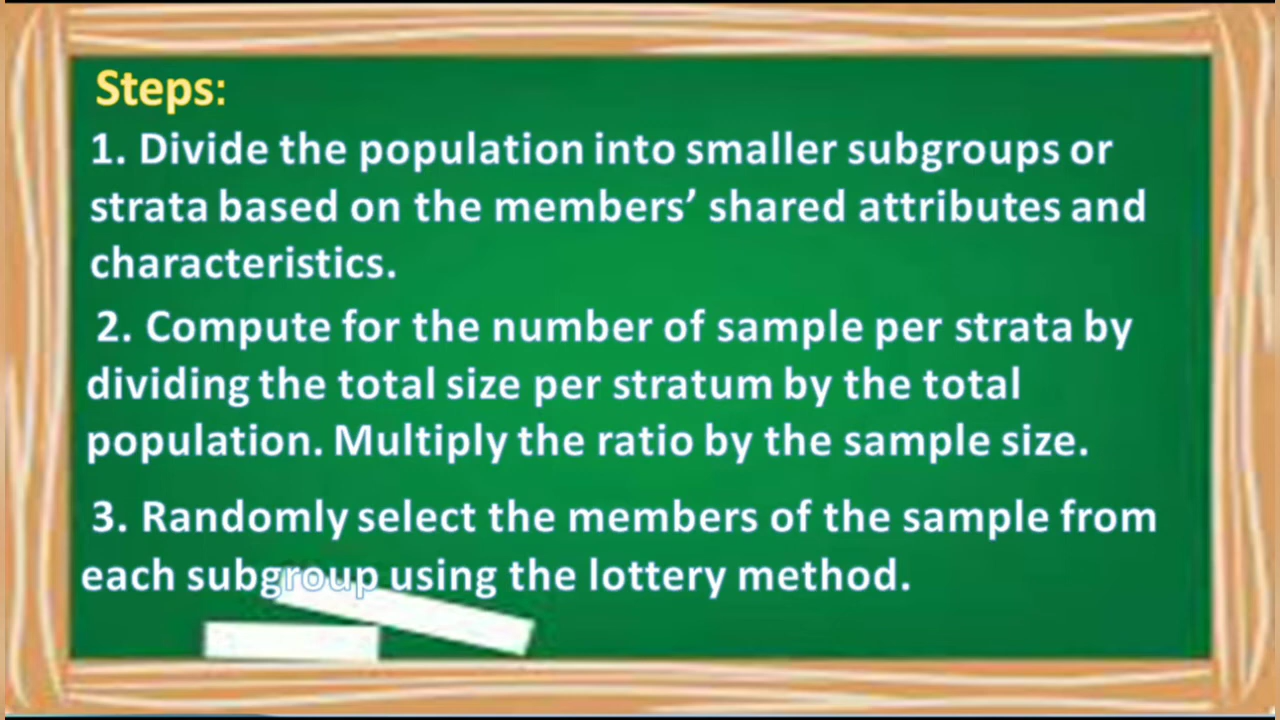 Steps:
1. Divide the population into smaller subgroups or
strata based on the members’ shared attributes and
characteristics.
2. Compute for the number of sample per strata by
dividing the total size per stratum by the total
population. Multiply the ratio by the sample size.
3. Randomly select the members of the sample from
each subgroup using the lottery method.